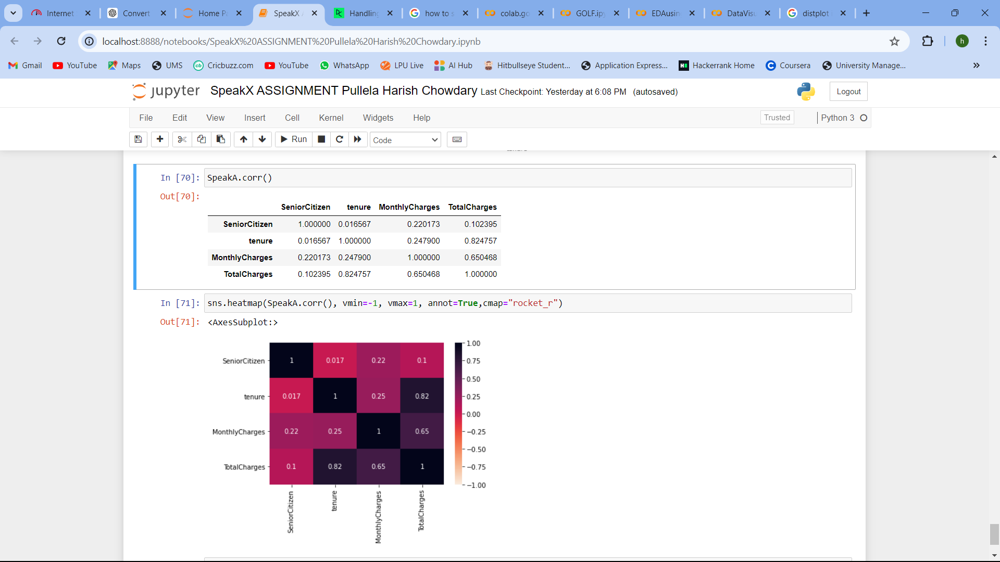 Internet
Convert
Home Pa
SpeakX A
Handling
how to s
colab.go
GOLF.ipy
EDAusin
DataVisu
distplot
localhost:8888/notebooks/SpeakX%20ASSIGNMENT%20Pullela%20Harish%20Chowdary.ipynb
h
Gmail YouTube Maps UMS Cricbuzz.com YouTube WhatsApp LPU Live AI Hub Hitbullseye Student... Application Express... Hackerrank Home Coursera University Manage...
jupyter SpeakX ASSIGNMENT Pullela Harish Chowdary Last Checkpoint: Yesterday at 6:08 PM (autosaved) Logout
File Edit View Insert Cell Kernel Widgets Help Trusted Python 3
Run Code
In [70]: SpeakA.corr()
Out[70]:
SeniorCitizen tenure MonthlyCharges TotalCharges
SeniorCitizen 1.000000 0.016567 0.220173 0.102395
tenure 0.016567 1.000000 0.247900 0.824757
MonthlyCharges 0.220173 0.247900 1.000000 0.650468
TotalCharges 0.102395 0.824757 0.650468 1.000000
In [71]: sns.heatmap(SpeakA.corr(), vmin=-1, vmax=1, annot=True,cmap="rocket_r")
Out[71]: <AxesSubplot:>
SeniorCitizen 1 0.017 0.22 0.1
tenure 0.017 1 0.25 0.82
MonthlyCharges 0.22 0.25 1 0.65
TotalCharges 0.1 0.82 0.65 1
SeniorCitizen
tenure
MonthlyCharges
TotalCharges
1.00
0.75
0.50
0.25
0.00
−0.25
−0.50
−0.75
−1.00